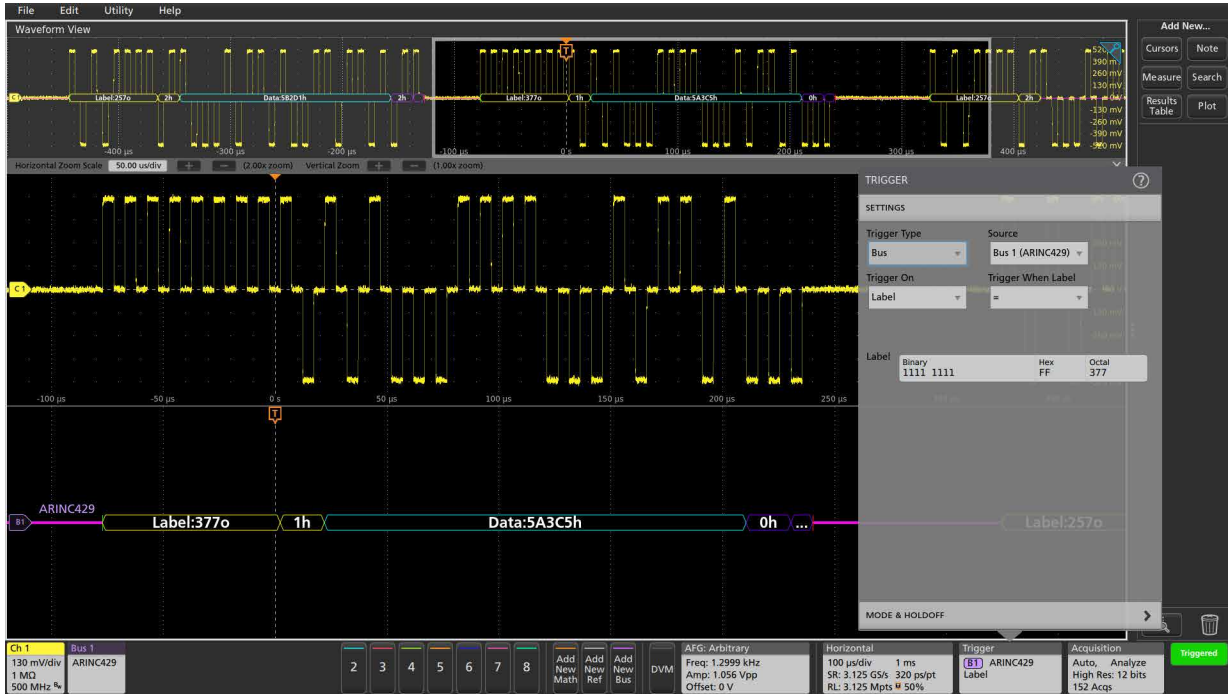 File Edit Utility Help
Waveform View
Add New...
Cursors Note
Measure Search
Results Table Plot
520 mV
390 mV
260 mV
130 mV
0 V
-130 mV
-260 mV
-390 mV
-520 mV
C
Label:257o 2h Data:5B2D1h 2h Label:377o 1h Data:5A3C5h 0h Label:257o 2h
T
-400 µs -300 µs -200 µs -100 µs 0 s 100 µs 200 µs 300 µs 400 µs
Horizontal Zoom Scale 50.00 us/div + - (2.00x zoom) Vertical Zoom + - (1.00x zoom)
TRIGGER ?
SETTINGS
Trigger Type Source
Bus Bus 1 (ARINC429)
Trigger On Trigger When Label
Label =
Label Binary Hex Octal
1111 1111 FF 377
MODE & HOLDOFF
C1
-100 µs -50 µs 0 s 50 µs 100 µs 150 µs 200 µs 250 µs
T
ARINC429
B1 Label:377o 1h Data:5A3C5h 0h ... Label:257o
Ch 1
130 mV/div
1 MΩ
500 MHz Bw
Bus 1
ARINC429
2 3 4 5 6 7 8
Add New Math
Add New Ref
Add New Bus
DVM
AFG: Arbitrary
Freq: 1.2999 kHz
Amp: 1.056 Vpp
Offset: 0 V
Horizontal
100 µs/div 1 ms
SR: 3.125 GS/s 320 ps/pt
RL: 3.125 Mpts 50%
Trigger
B1 ARINC429
Label
Acquisition
Auto, Analyze
High Res: 12 bits
152 Acqs
Triggered